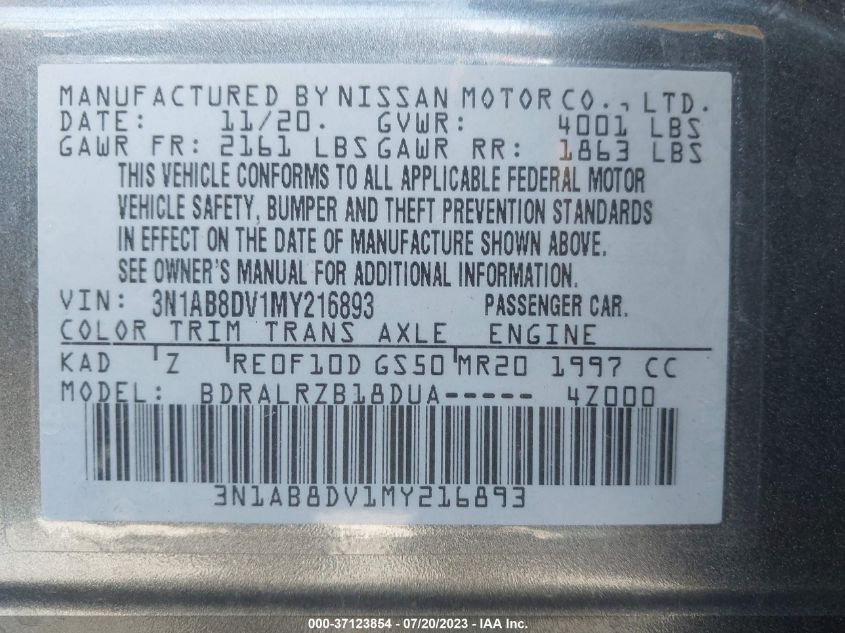 MANUFACTURED BY NISSAN MOTOR CO., LTD.
DATE: 11/20. GVWR: 4001 LBS
GAWR FR: 2161 LBS GAWR RR: 1863 LBS
THIS VEHICLE CONFORMS TO ALL APPLICABLE FEDERAL MOTOR
VEHICLE SAFETY, BUMPER AND THEFT PREVENTION STANDARDS
IN EFFECT ON THE DATE OF MANUFACTURE SHOWN ABOVE.
SEE OWNER'S MANUAL FOR ADDITIONAL INFORMATION.
VIN: 3N1AB8DV1MY216893 PASSENGER CAR.
COLOR TRIM TRANS AXLE ENGINE
KAD Z RE0F10D GS50 MR20 1997 CC
MODEL: BDRALRZB18DUA----- 4Z000
3N1AB8DV1MY216893
000-37123854 / 07/20/2023 - IAA Inc.